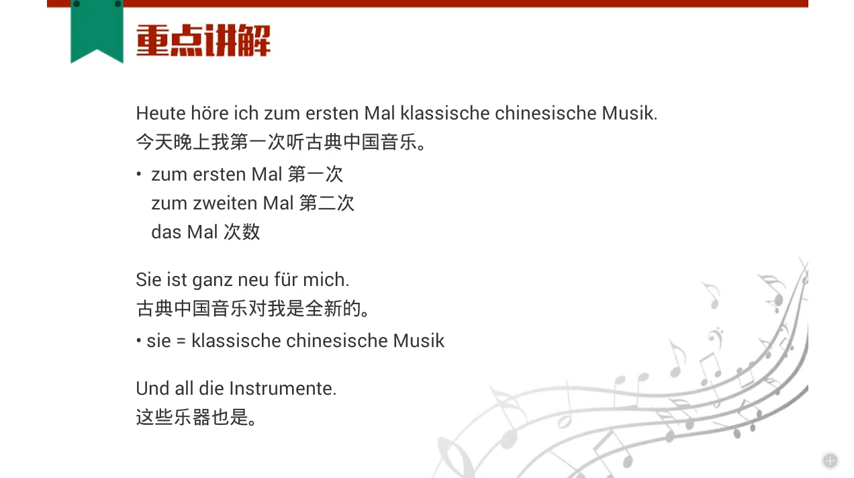 重点讲解
Heute höre ich zum ersten Mal klassische chinesische Musik.
今天晚上我第一次听古典中国音乐。
• zum ersten Mal 第一次
zum zweiten Mal 第二次
das Mal 次数
Sie ist ganz neu für mich.
古典中国音乐对我是全新的。
• sie = klassische chinesische Musik
Und all die Instrumente.
这些乐器也是。